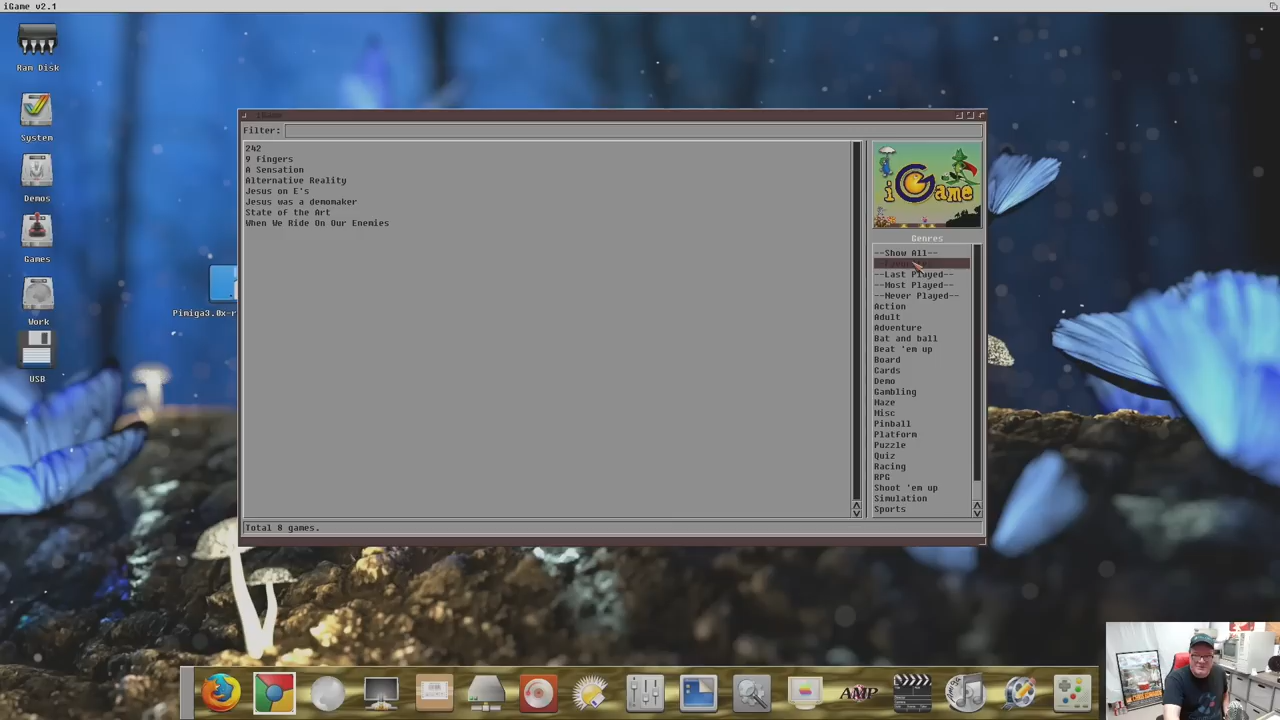 iGame v2.1
Ram Disk
System
Demos
Games
Work
USB
Pimiga3.0x-r
iGame
Filter:
242
9 Fingers
A Sensation
Alternative Reality
Jesus on E's
Jesus was a demomaker
State of the Art
When We Ride On Our Enemies
Total 8 games.
iGame
Genres
--Show All--
--Last Played--
--Most Played--
--Never Played--
Action
Adult
Adventure
Bat and ball
Beat 'em up
Board
Cards
Demo
Gambling
Maze
Misc
Pinball
Platform
Puzzle
Quiz
Racing
RPG
Shoot 'em up
Simulation
Sports
AMP